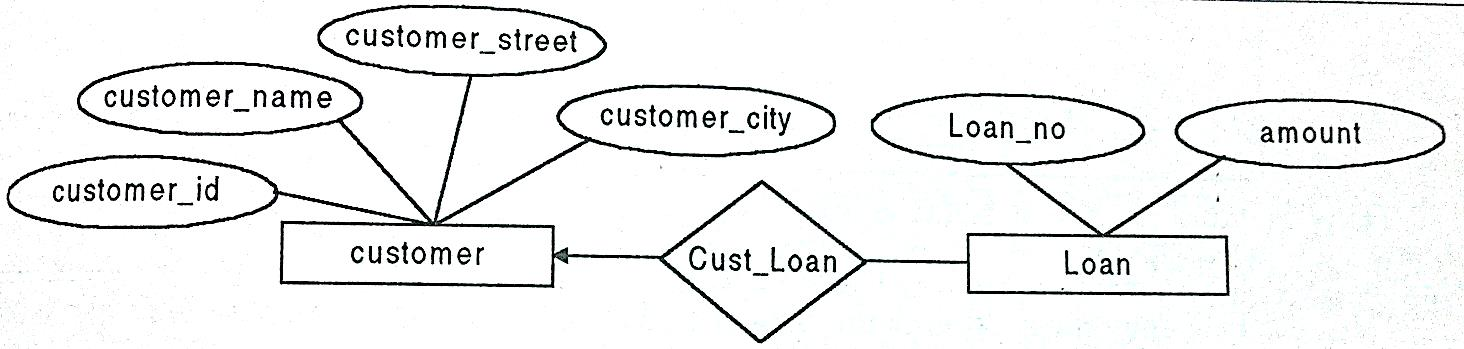 customer_street
customer_name
customer_city
Loan_no
amount
customer_id
customer
Cust_Loan
Loan